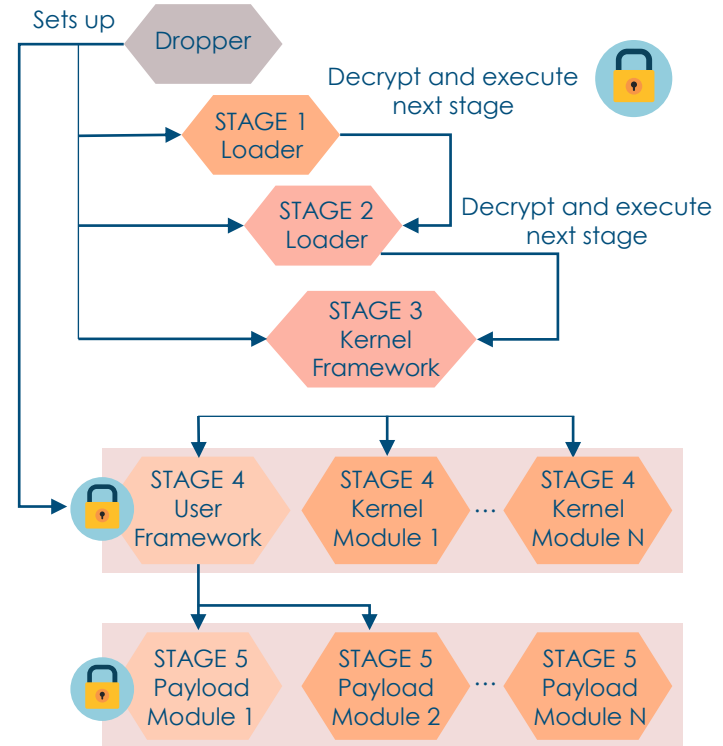 Sets up
Dropper
Decrypt and execute
next stage
STAGE 1
Loader
STAGE 2
Loader
Decrypt and execute
next stage
STAGE 3
Kernel
Framework
STAGE 4
User
Framework
STAGE 4
Kernel
Module 1
...
STAGE 4
Kernel
Module N
STAGE 5
Payload
Module 1
STAGE 5
Payload
Module 2
...
STAGE 5
Payload
Module N